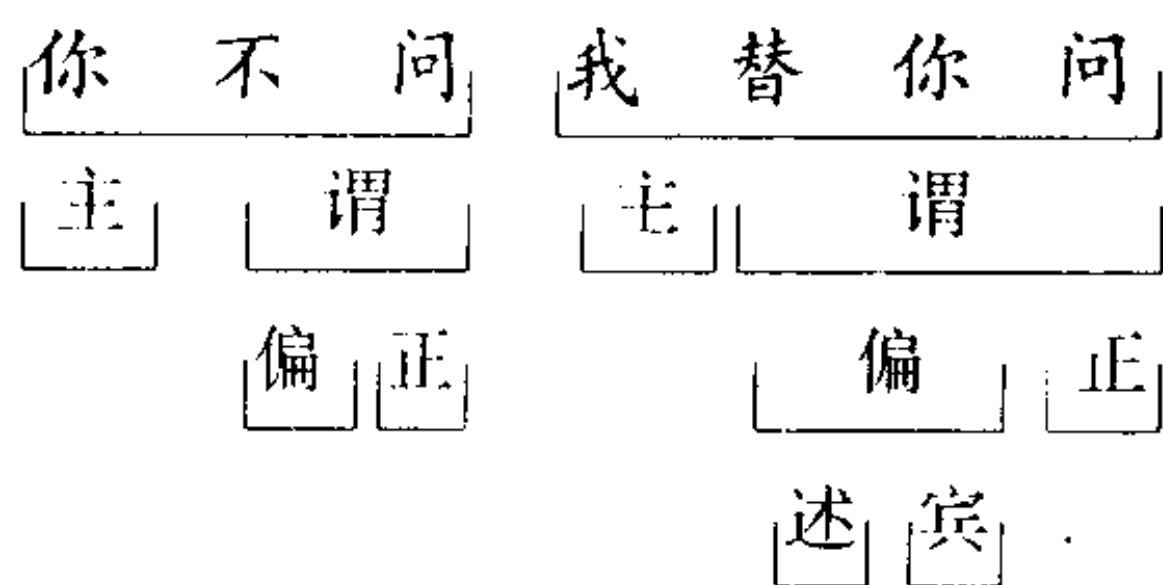 你 不 问 我 替 你 问
主 谓 主 谓
偏 正 偏 正
述 宾